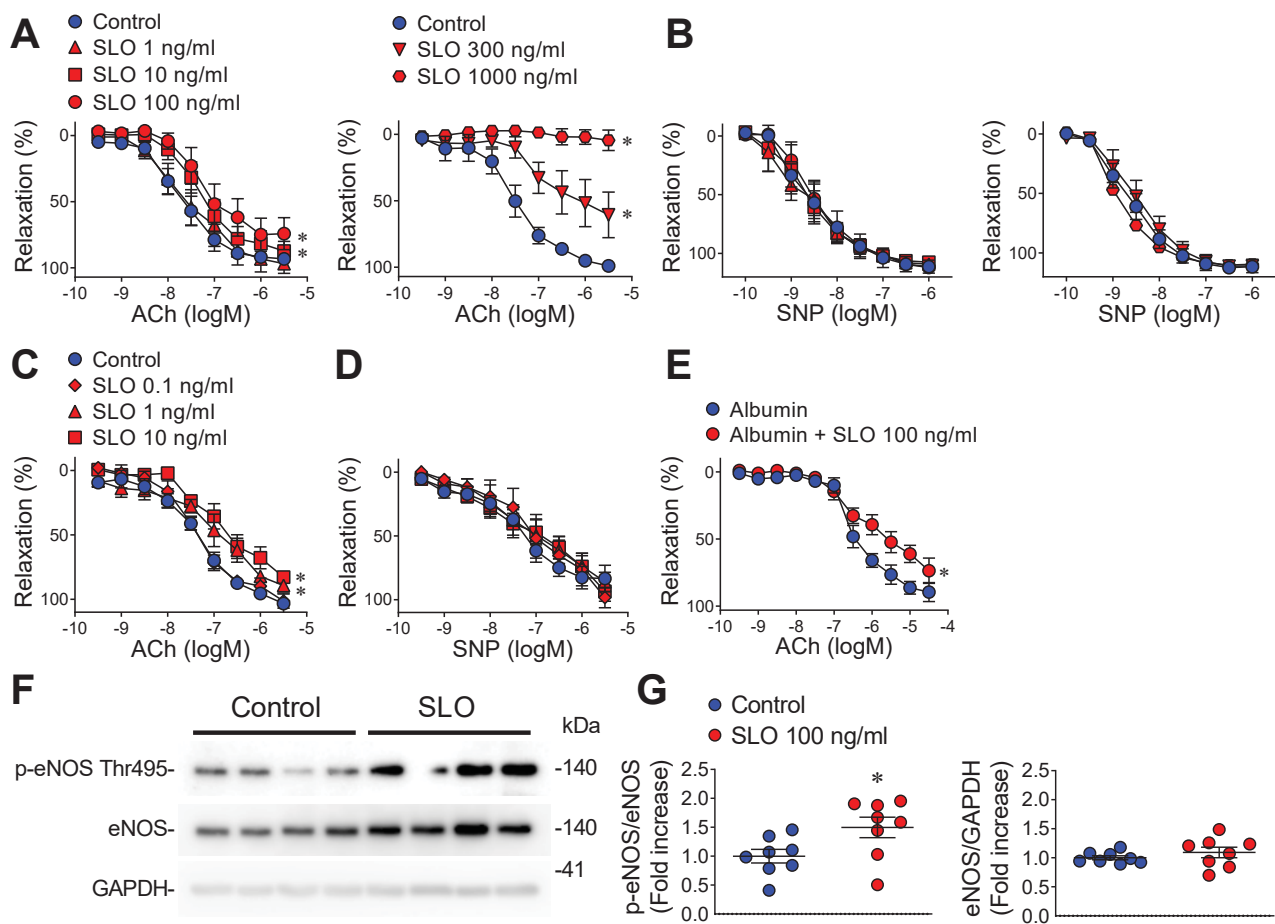 A
Control
SLO 1 ng/ml
SLO 10 ng/ml
SLO 100 ng/ml
Relaxation (%)
0
50
100
-10 -9 -8 -7 -6 -5
ACh (logM)
*
*
Control
SLO 300 ng/ml
SLO 1000 ng/ml
Relaxation (%)
0
50
100
-10 -9 -8 -7 -6 -5
ACh (logM)
*
*
B
Relaxation (%)
0
50
100
-10 -9 -8 -7 -6
SNP (logM)
Relaxation (%)
0
50
100
-10 -9 -8 -7 -6
SNP (logM)
C
Control
SLO 0.1 ng/ml
SLO 1 ng/ml
SLO 10 ng/ml
Relaxation (%)
0
50
100
-10 -9 -8 -7 -6 -5
ACh (logM)
*
*
D
Relaxation (%)
0
50
100
-10 -9 -8 -7 -6 -5
SNP (logM)
E
Albumin
Albumin + SLO 100 ng/ml
Relaxation (%)
0
50
100
-10 -9 -8 -7 -6 -5 -4
ACh (logM)
*
F
Control SLO
kDa
p-eNOS Thr495- -140
eNOS- -140
-41
GAPDH-
G
Control
SLO 100 ng/ml
p-eNOS/eNOS
(Fold increase)
2.5
2.0
1.5
1.0
0.5
0.0
*
eNOS/GAPDH
(Fold increase)
2.5
2.0
1.5
1.0
0.5
0.0